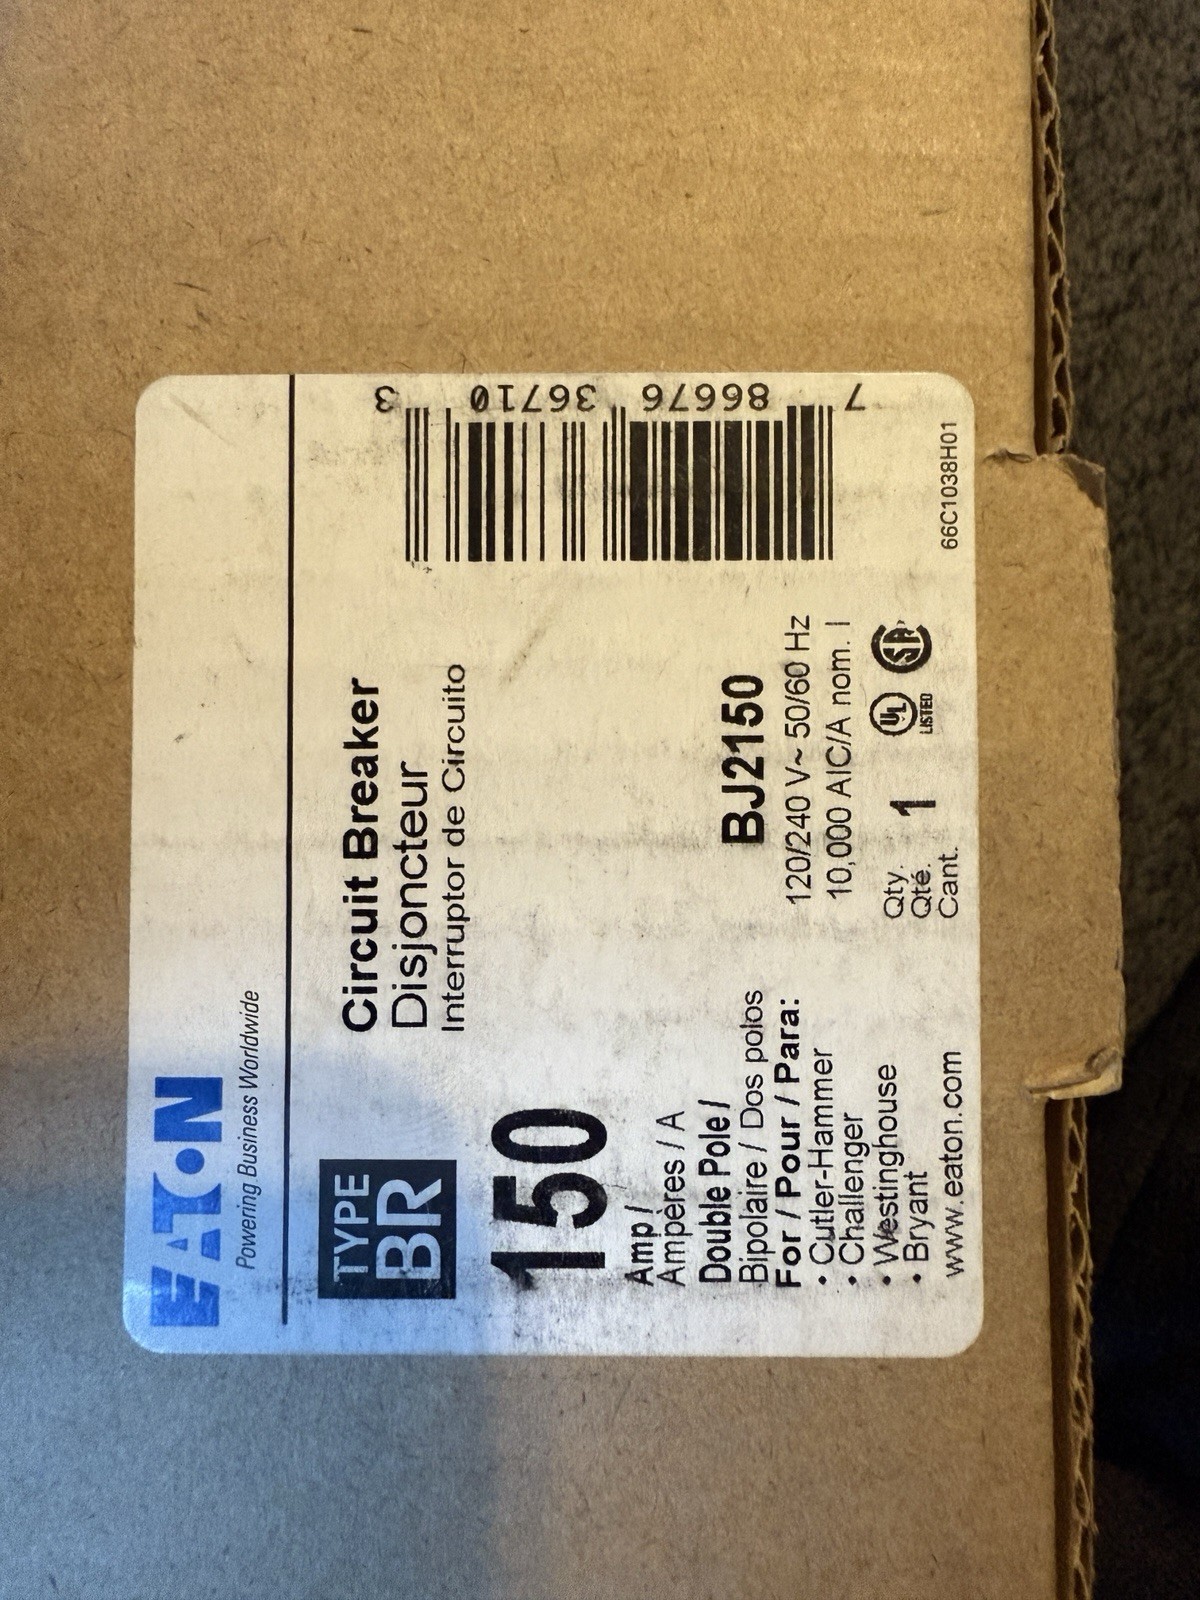 EATON
Powering Business Worldwide
TYPE
BR
Circuit Breaker
Disjoncteur
Interruptor de Circuito
150
Amp /
Ampères / A
Double Pole /
Bipolaire / Dos polos
For / Pour / Para:
• Cutler-Hammer
• Challenger
• Westinghouse
• Bryant
www.eaton.com
BJ2150
120/240 V~ 50/60 Hz
10,000 AIC/A nom. I
Qty.
Qté.
Cant.
1
UL
LISTED
SA
7 86676 36710 3
66C1038H01